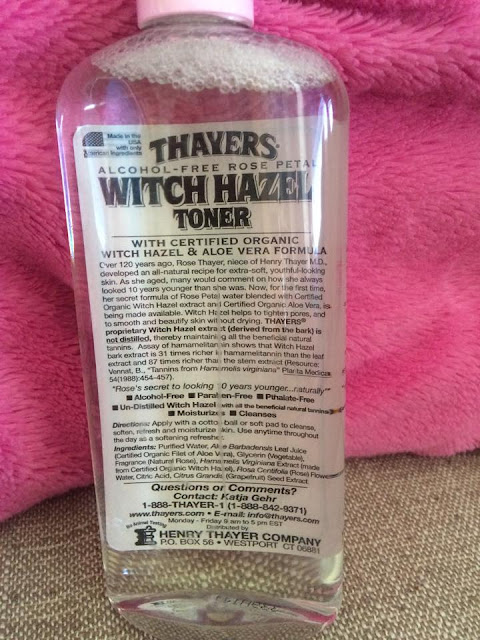 Made in the
USA
with only
American Ingredients
THAYERS®
ALCOHOL-FREE ROSE PETAL
WITCH HAZEL
TONER
WITH CERTIFIED ORGANIC
WITCH HAZEL & ALOE VERA FORMULA
Over 120 years ago, Rose Thayer, niece of Henry Thayer M.D.,
developed an all-natural recipe for extra-soft, youthful-looking
skin. As she aged, many would comment on how she always
looked 10 years younger than she was. Now, for the first time,
her secret formula of Rose Petal water blended with Certified
Organic Witch Hazel extract and Certified Organic Aloe Vera, is
being made available. Witch Hazel helps to tighten pores, and
to smooth and beautify skin without drying. THAYERS®
proprietary Witch Hazel extract (derived from the bark) is
not distilled, thereby maintaining all the beneficial natural
tannins. Assay of hamamelitannin shows that Witch Hazel
bark extract is 31 times richer in hamamelitannin than the leaf
extract and 87 times richer than the stem extract (Resource:
Vennat, B., "Tannins from Hamamelis virginiana" Planta Medica;
54(1988):454-457).
"Rose's secret to looking 10 years younger...naturally"
■ Alcohol-Free ■ Paraben-Free ■ Phthalate-Free
■ Un-Distilled Witch Hazel with all the beneficial natural tannins
■ Moisturizes ■ Cleanses
Directions: Apply with a cotton ball or soft pad to cleanse,
soften, refresh and moisturize skin. Use anytime throughout
the day as a softening refresher.
Ingredients: Purified Water, Aloe Barbadensis Leaf Juice
(Certified Organic Filet of Aloe Vera), Glycerin (Vegetable),
Fragrance (Natural Rose), Hamamelis Virginiana Extract (made
from Certified Organic Witch Hazel), Rosa Centifolia (Rose) Flower
Water, Citric Acid, Citrus Grandis (Grapefruit) Seed Extract
Questions or Comments?
Contact: Katja Gehr
1-888-THAYER-1 (1-888-842-9371)
www.thayers.com • E-mail: info@thayers.com
Monday - Friday 9 am to 5 pm EST
No Animal Testing
Distributed by
HENRY THAYER COMPANY
P.O. BOX 56 • WESTPORT CT 06881